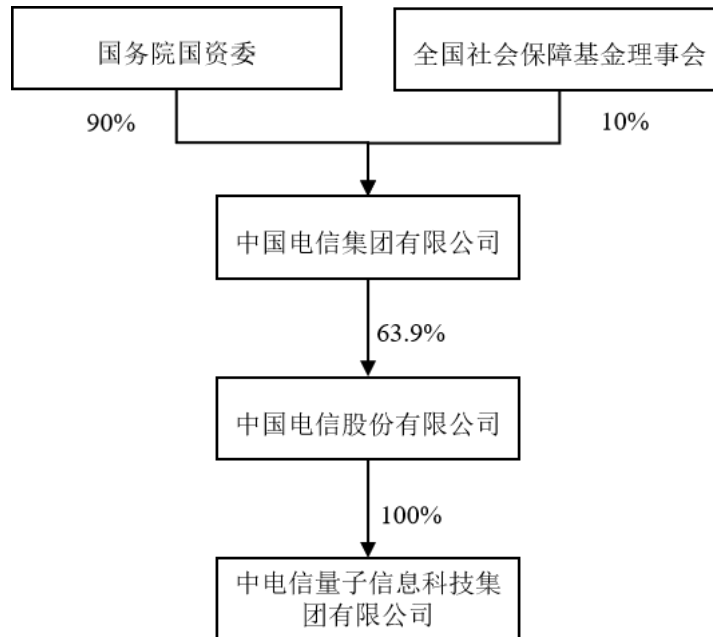 国务院国资委
全国社会保障基金理事会
90%
10%
中国电信集团有限公司
63.9%
中国电信股份有限公司
100%
中电信量子信息科技集
团有限公司